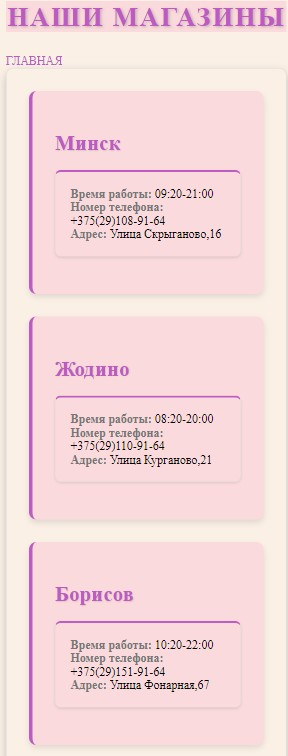 НАШИ МАГАЗИНЫ
ГЛАВНАЯ
Минск
Время работы: 09:20-21:00
Номер телефона:
+375(29)108-91-64
Адрес: Улица Скрыганово,16
Жодино
Время работы: 08:20-20:00
Номер телефона:
+375(29)110-91-64
Адрес: Улица Курганово,21
Борисов
Время работы: 10:20-22:00
Номер телефона:
+375(29)151-91-64
Адрес: Улица Фонарная,67